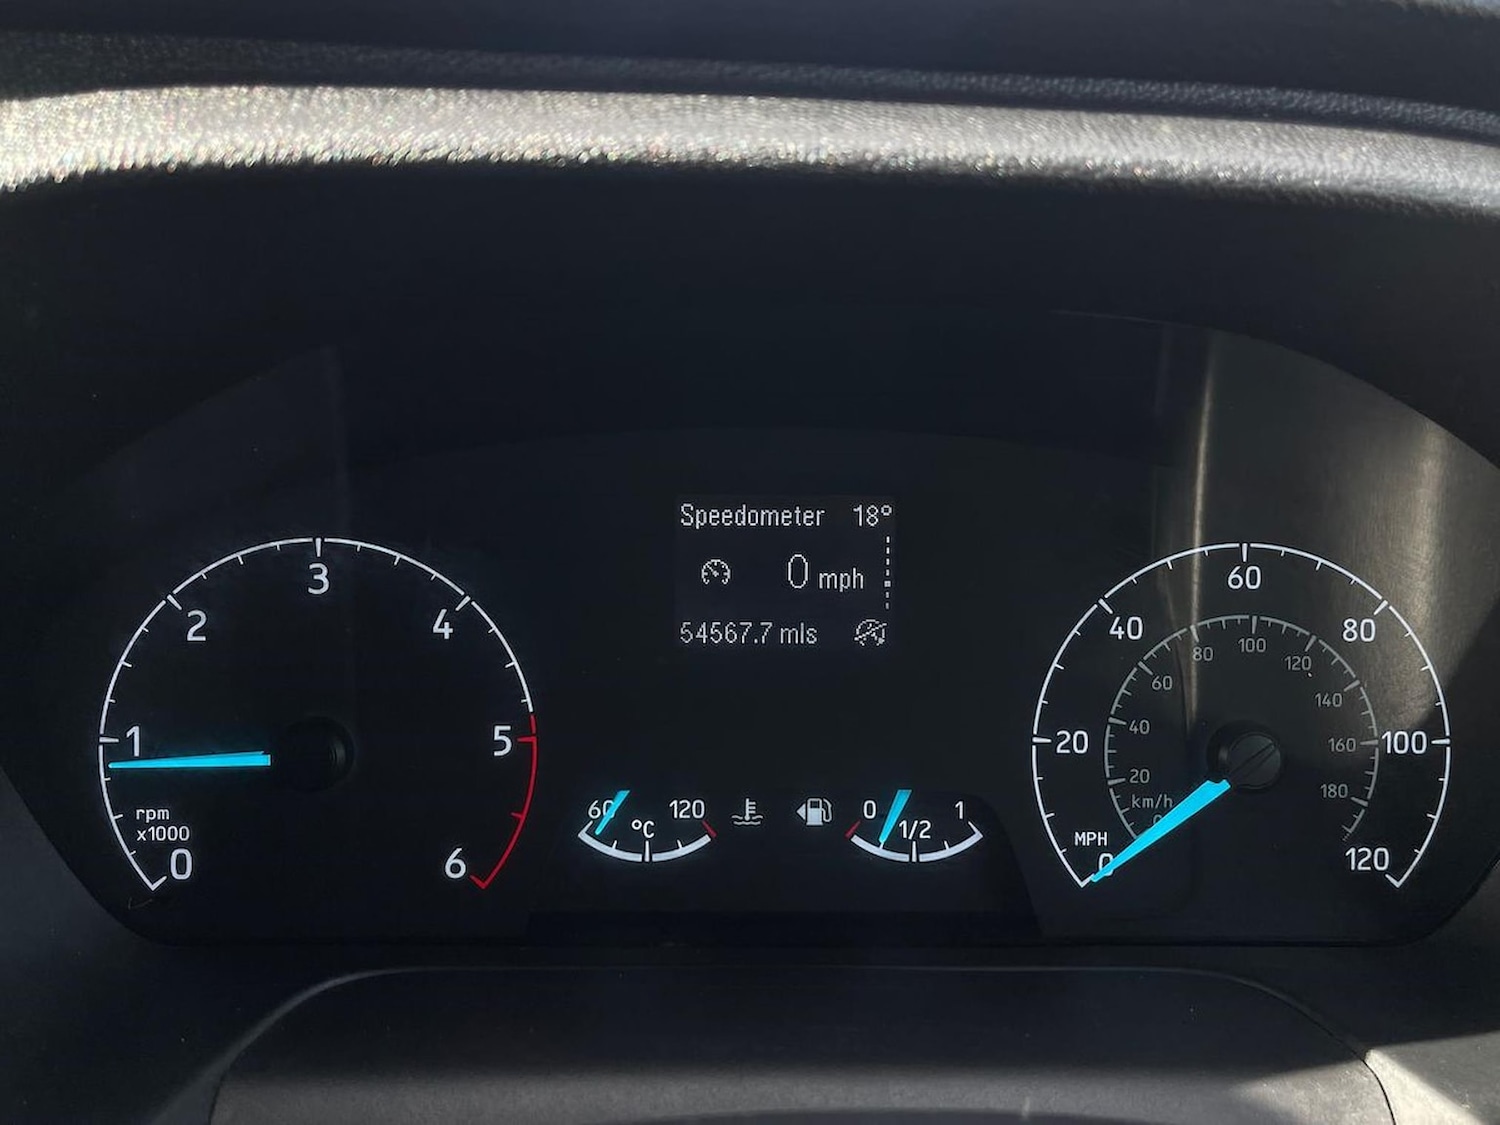 Speedometer 18°
0 mph
54567.7 mls
0 1 2 3 4 5 6
rpm
x1000
60 120
°C
0 1/2 1
0 20 40 60 80 100 120
MPH
20 40 60 80 100 120 140 160 180
km/h